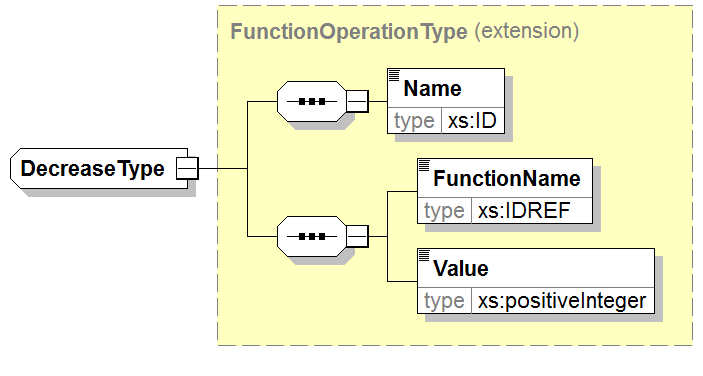 FunctionOperationType (extension)
Name
type xs:ID
DecreaseType
FunctionName
type xs:IDREF
Value
type xs:positiveInteger